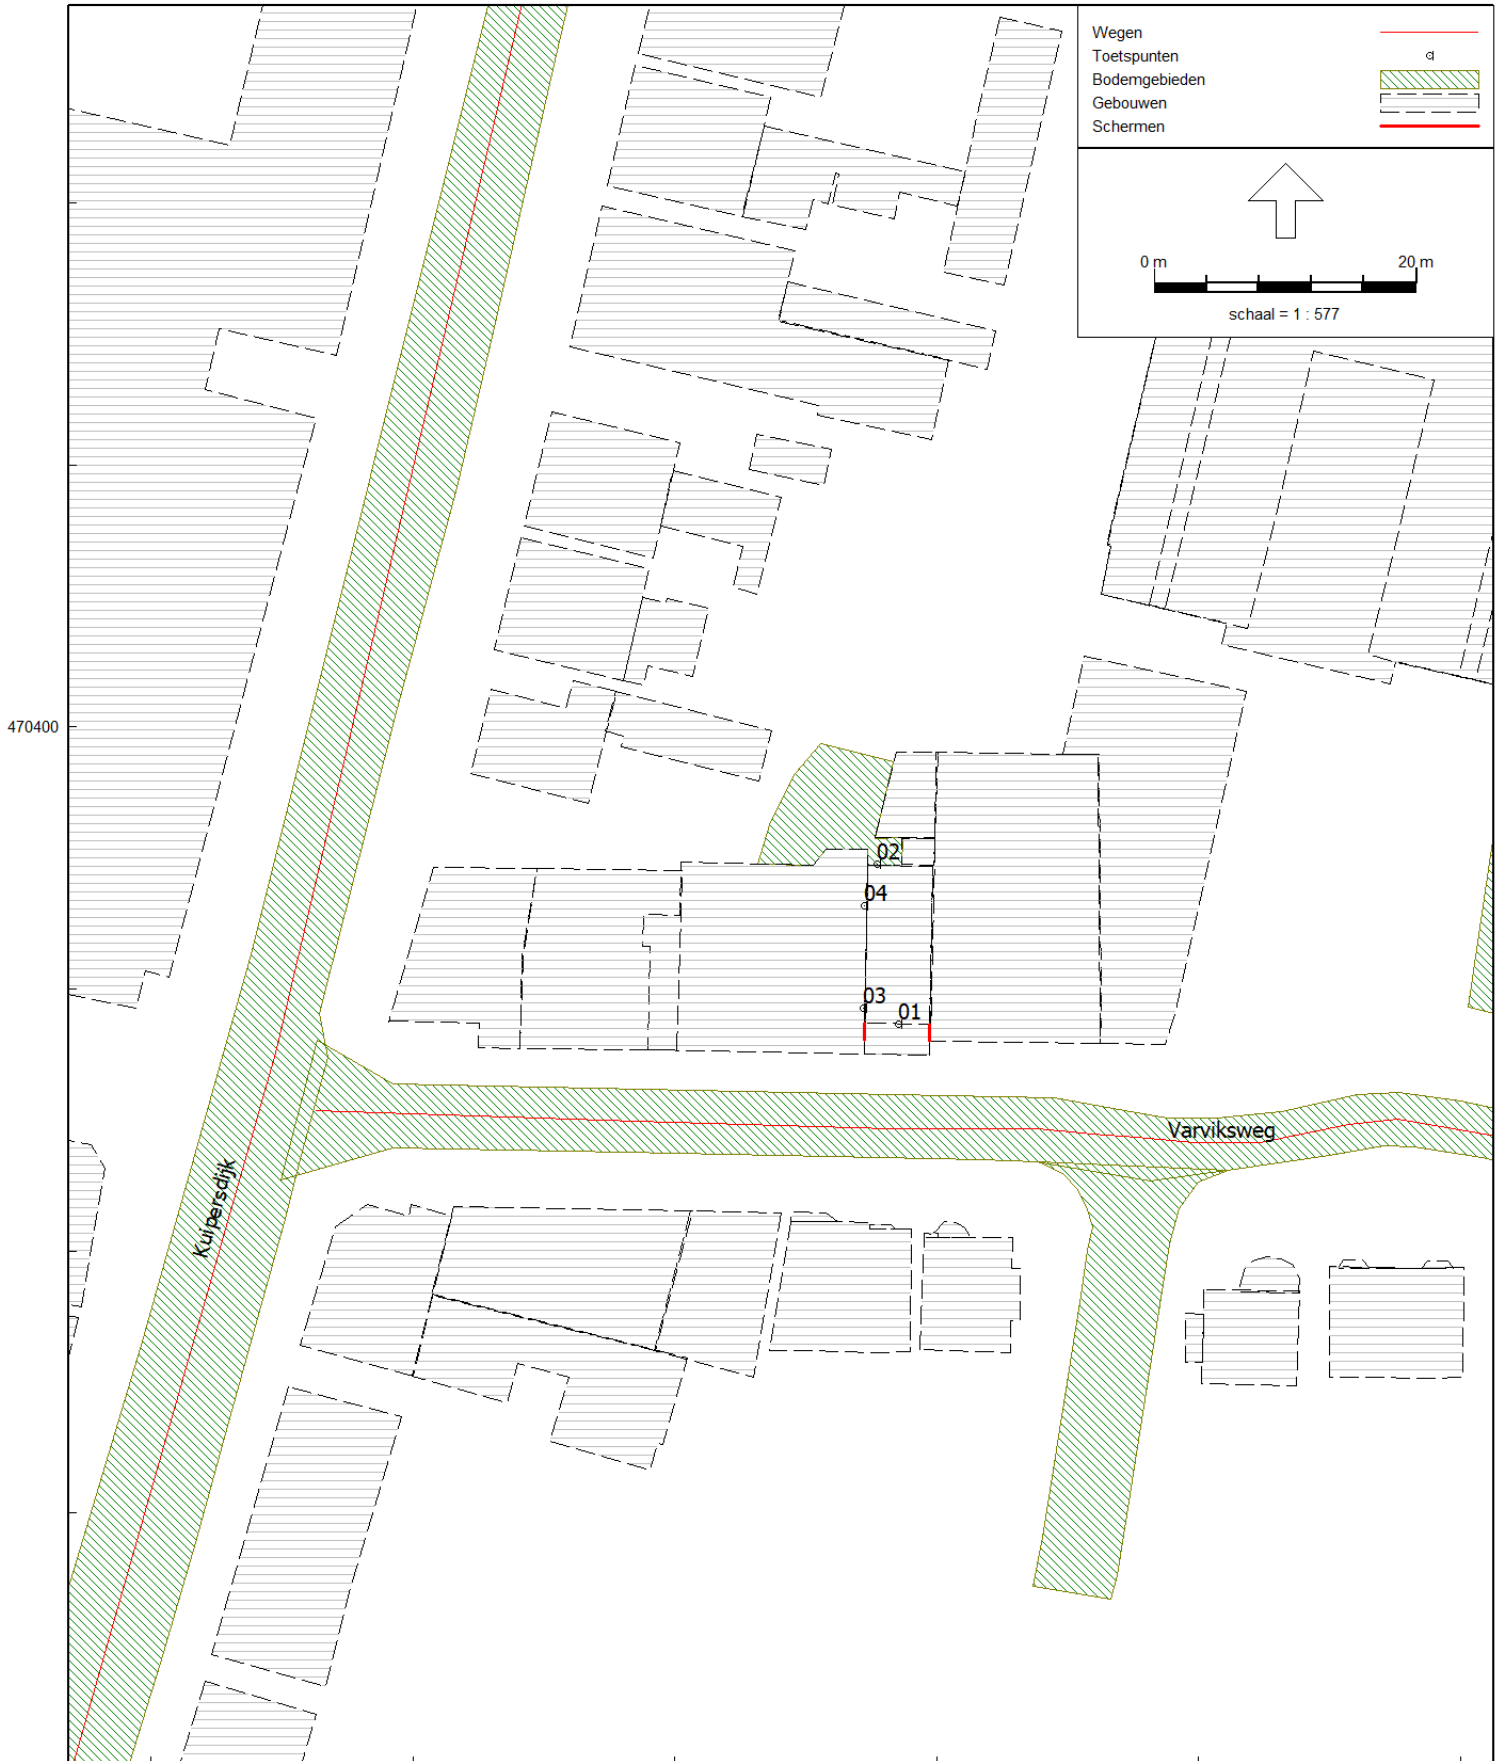 Wegen
Toetspunten
Bodemgebieden
Gebouwen
Schermen
0 m 20 m
schaal = 1 : 577
470400
02
04
03
01
Varviksweg
Kuipersdijk